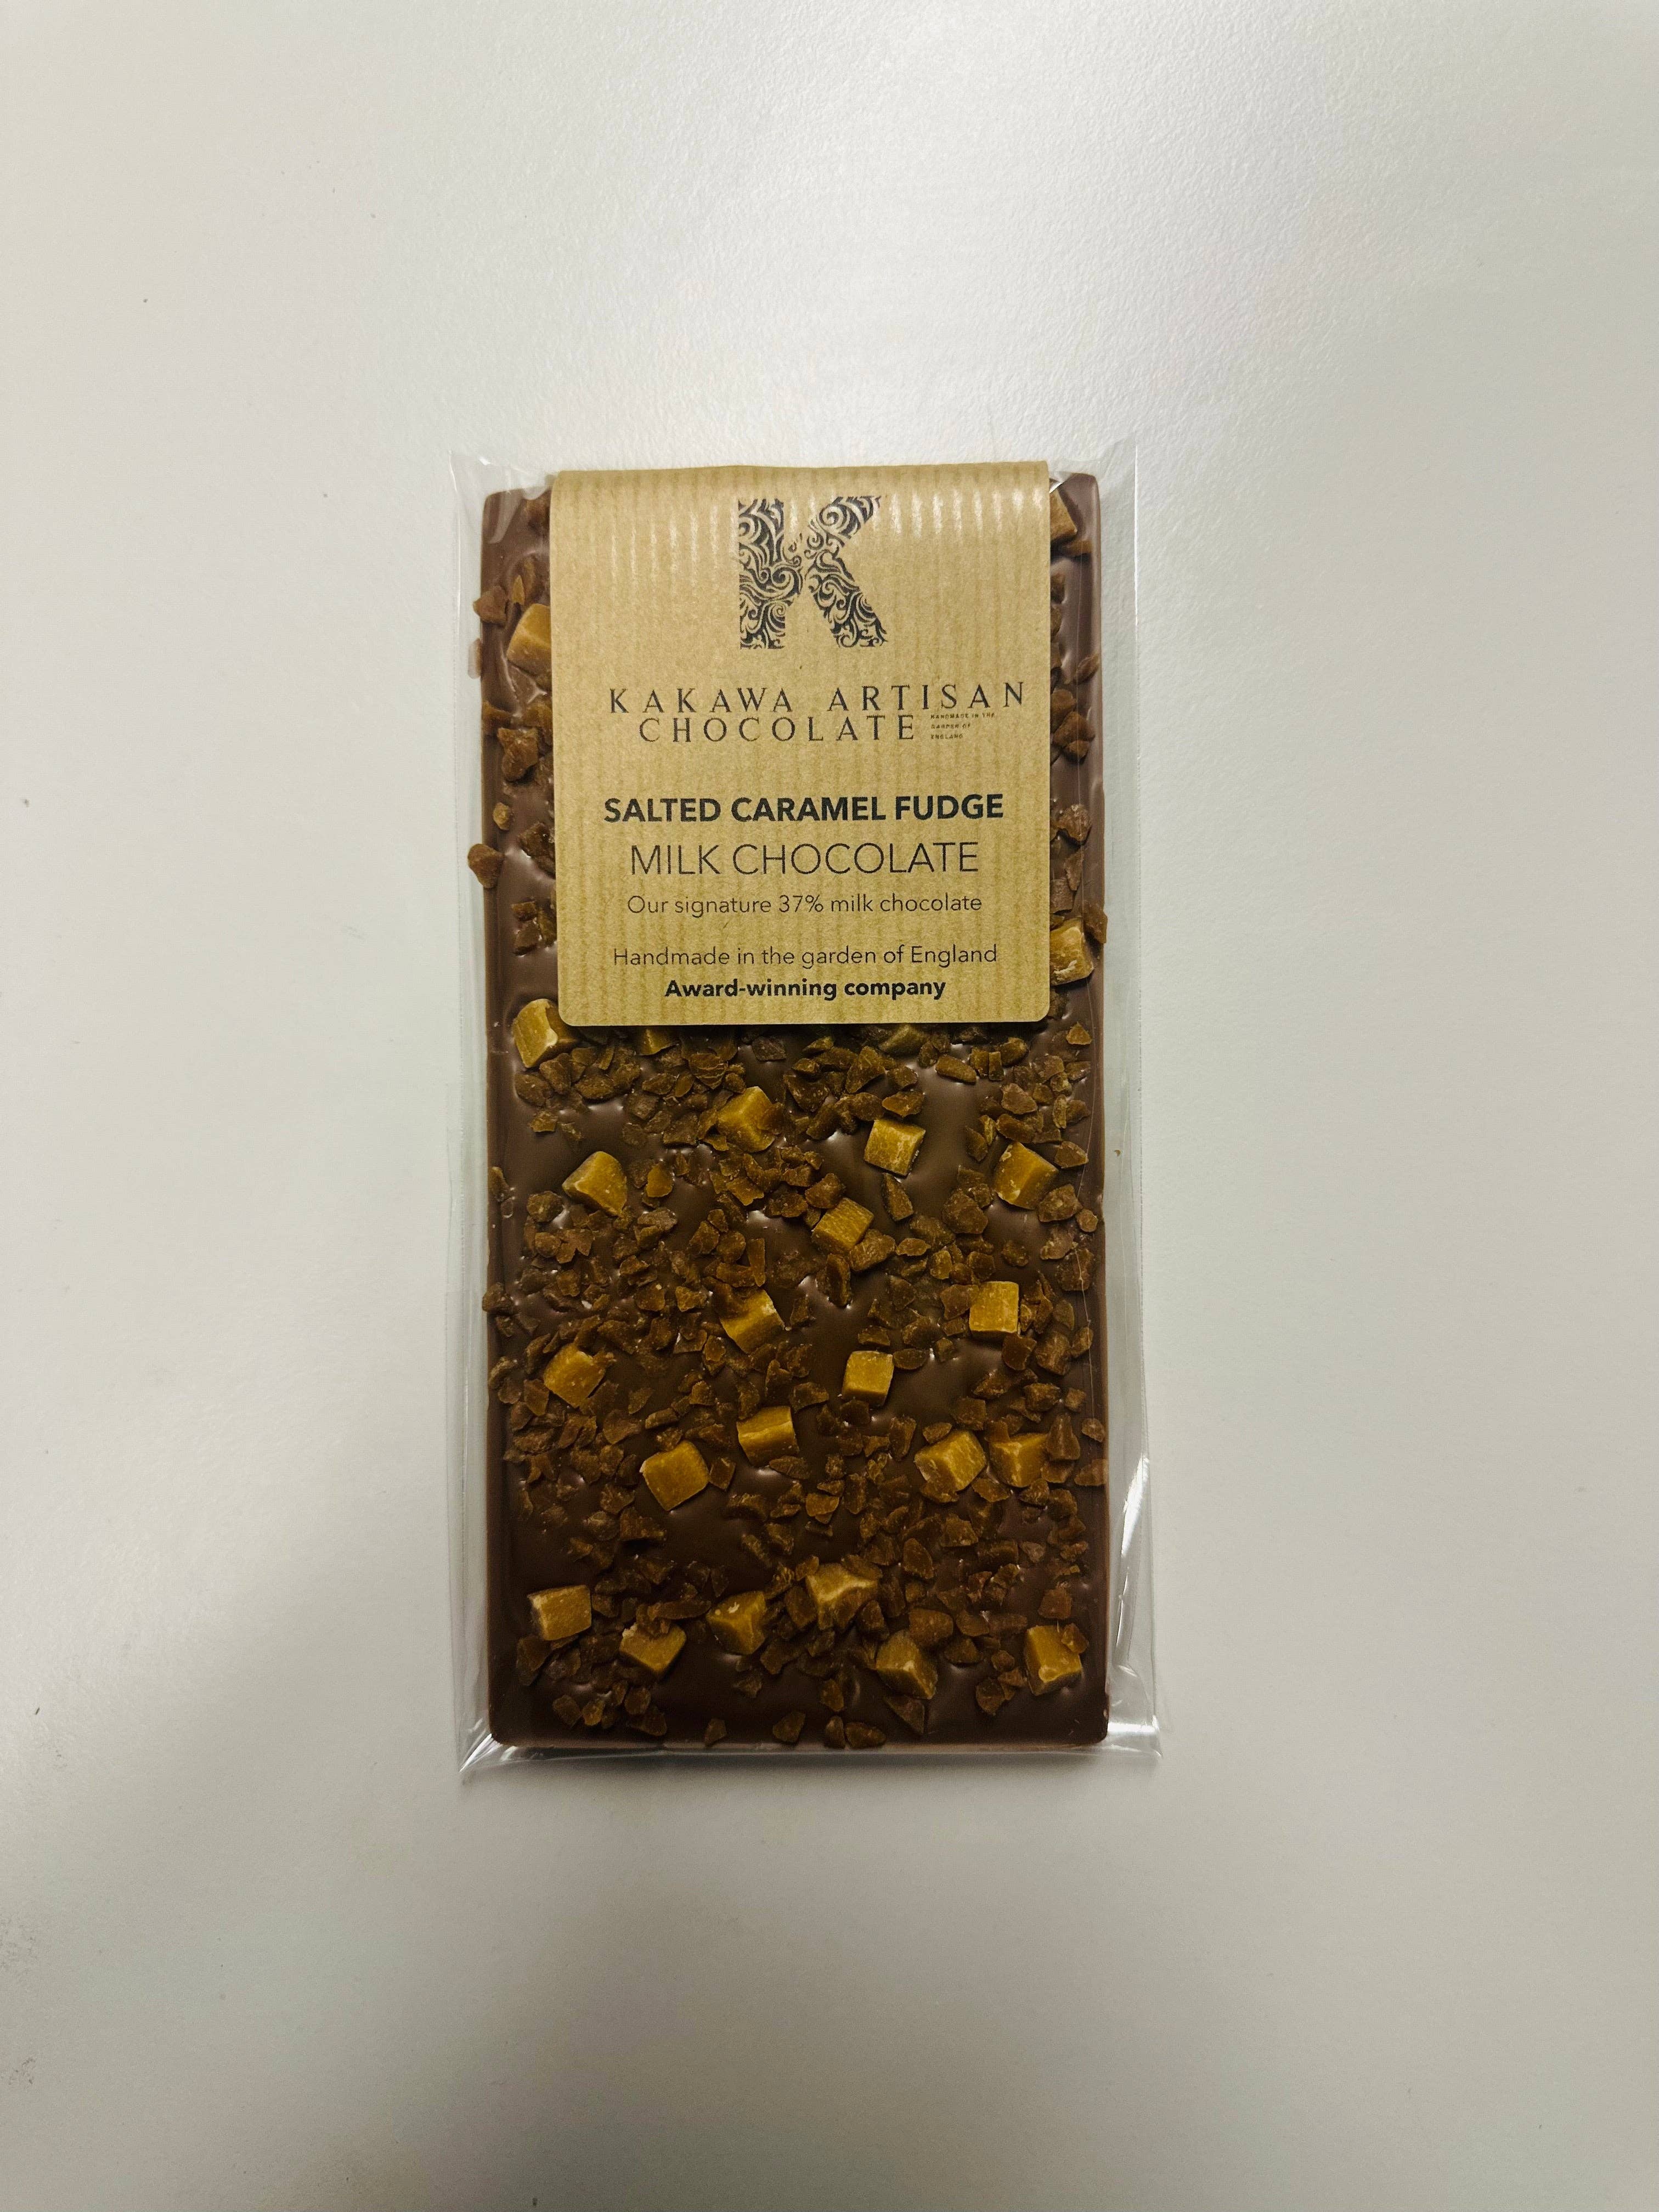 K
KAKAWA ARTISAN
CHOCOLATE
HANDMADE IN THE
GARDEN OF
ENGLAND
SALTED CARAMEL FUDGE
MILK CHOCOLATE
Our signature 37% milk chocolate
Handmade in the garden of England
Award-winning company